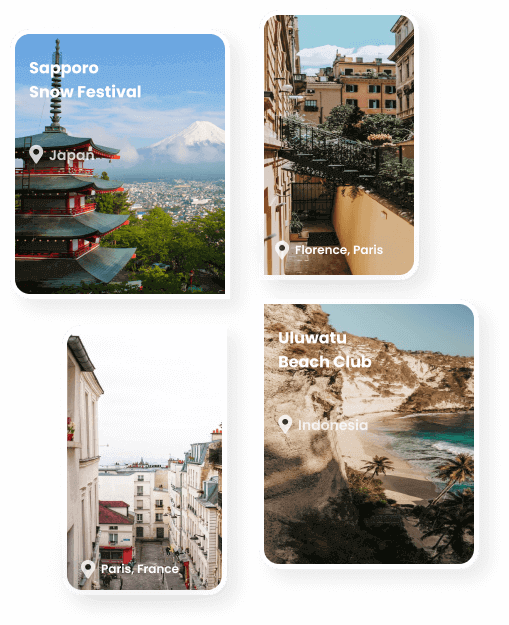 Sapporo
Snow Festival
Japan
Florence, Paris
Uluwatu
Beach Club
Indonesia
Paris, France